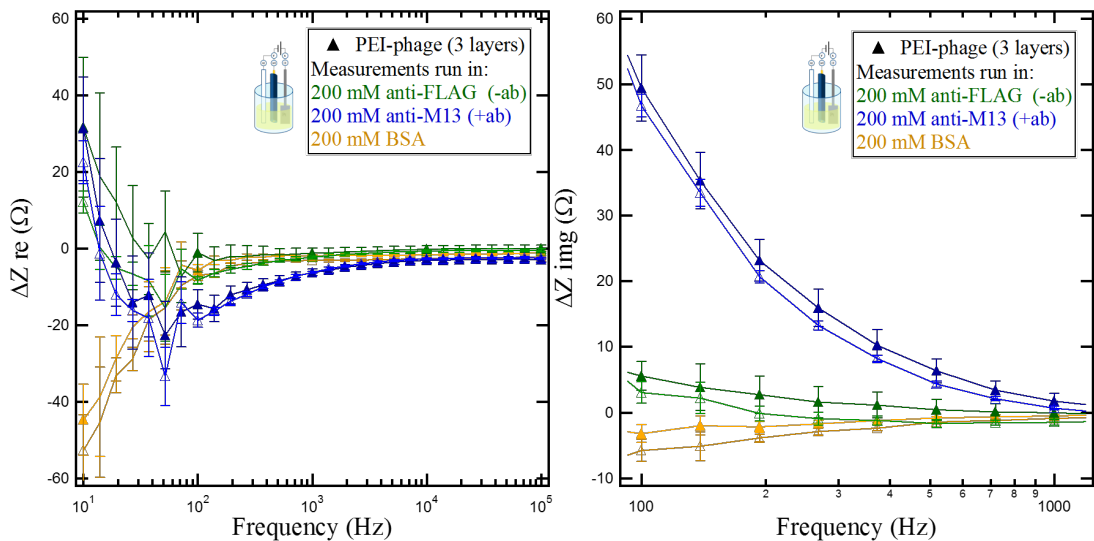 60
40
20
0
-20
-40
-60
ΔZ re (Ω)
PEI-phage (3 layers)
Measurements run in:
200 mM anti-FLAG (-ab)
200 mM anti-M13 (+ab)
200 mM BSA
10¹
10²
10³
10⁴
10⁵
Frequency (Hz)
60
50
40
30
20
10
0
-10
ΔZ img (Ω)
PEI-phage (3 layers)
Measurements run in:
200 mM anti-FLAG (-ab)
200 mM anti-M13 (+ab)
200 mM BSA
100
2
3
4
5
6
7
8
9
1000
Frequency (Hz)